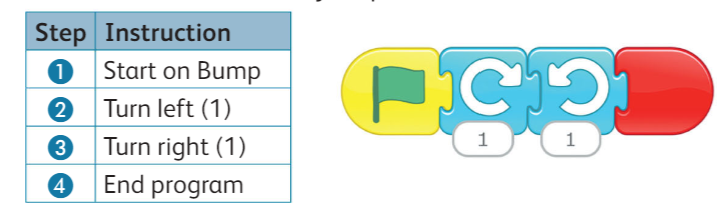 Step Instruction
1 Start on Bump
2 Turn left (1)
3 Turn right (1)
4 End program
1 1